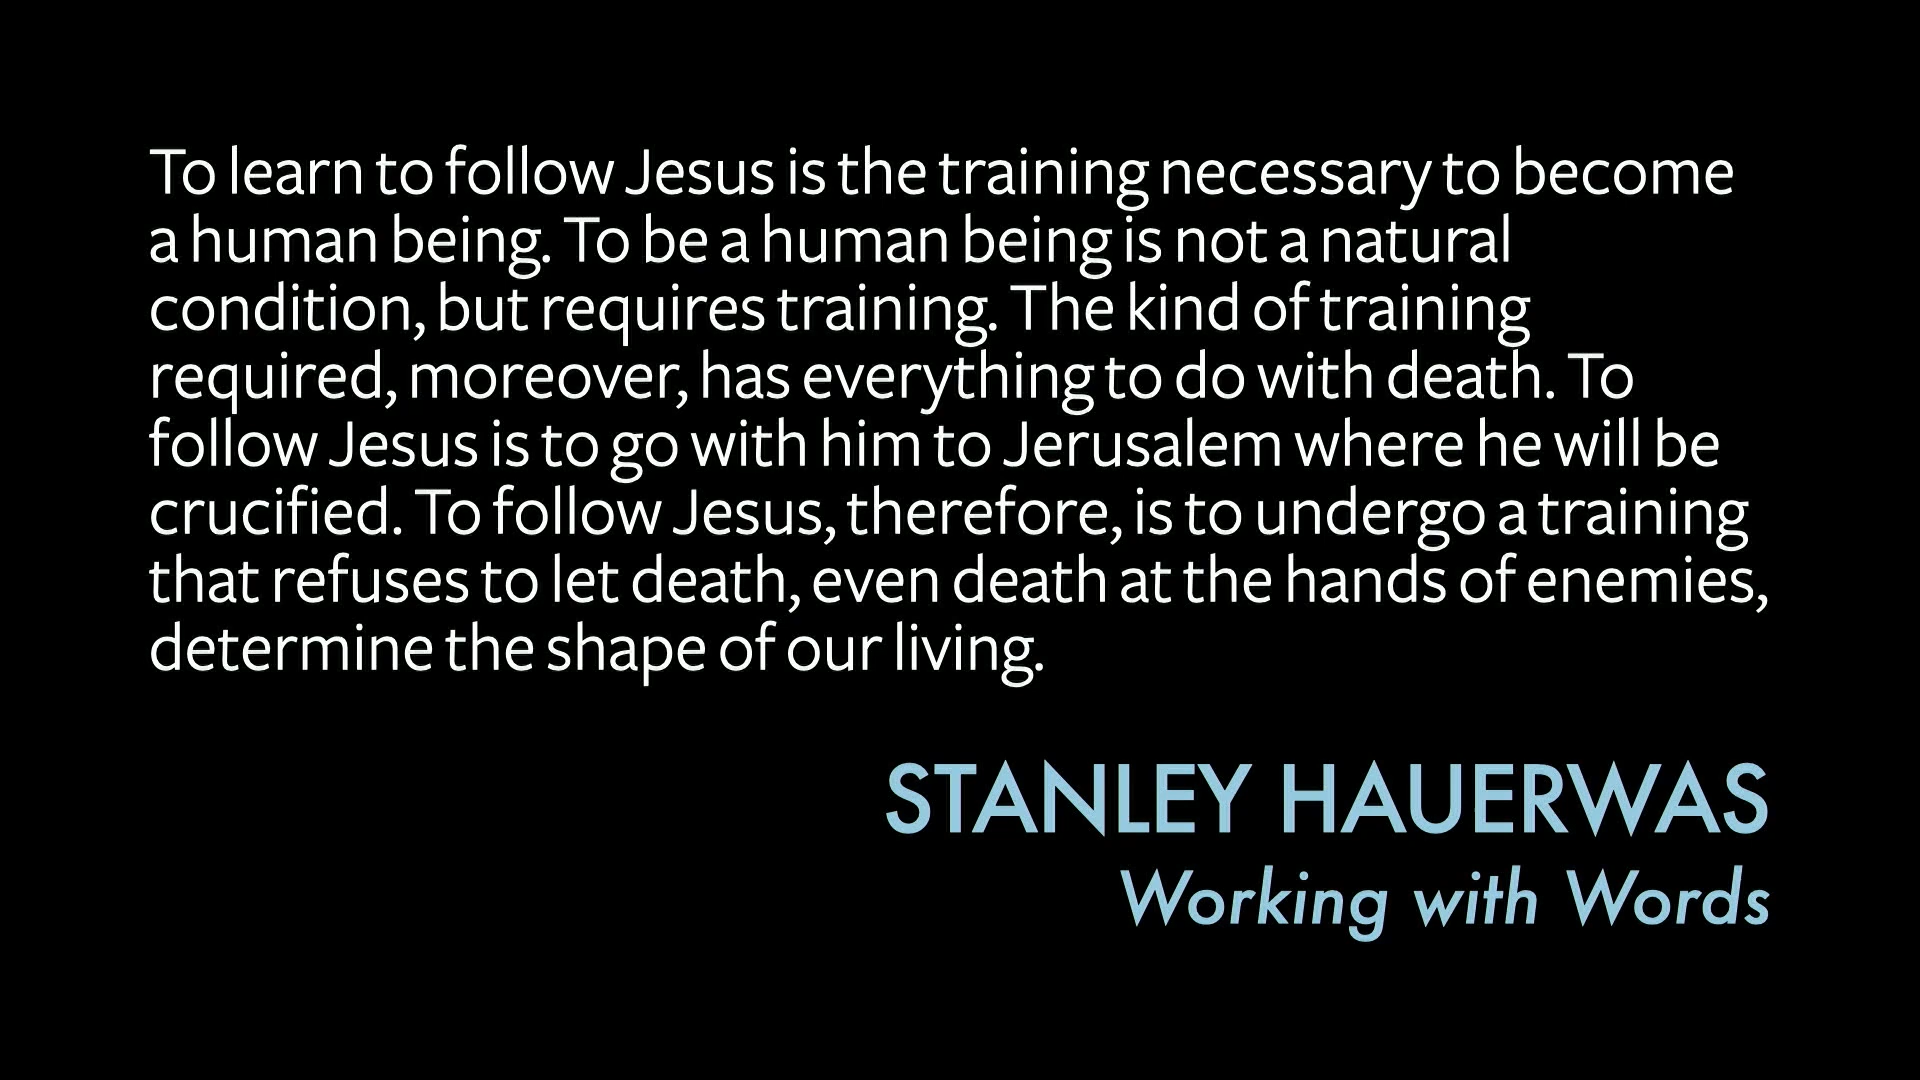 To learn to follow Jesus is the training necessary to become
a human being. To be a human being is not a natural
condition, but requires training. The kind of training
required, moreover, has everything to do with death. To
follow Jesus is to go with him to Jerusalem where he will be
crucified. To follow Jesus, therefore, is to undergo a training
that refuses to let death, even death at the hands of enemies,
determine the shape of our living.
STANLEY HAUERWAS
Working with Words